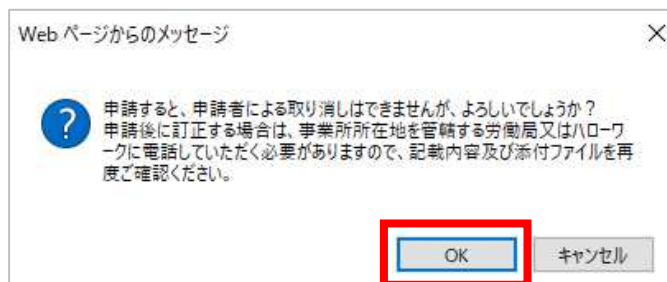 Web ページからのメッセージ
申請すると、申請者による取り消しはできませんが、よろしいでしょうか？
申請後に訂正する場合は、事業所所在地を管轄する労働局又はハローワ
ークに電話していただく必要がありますので、記載内容及び添付ファイルを再
度ご確認ください。
OK
キャンセル